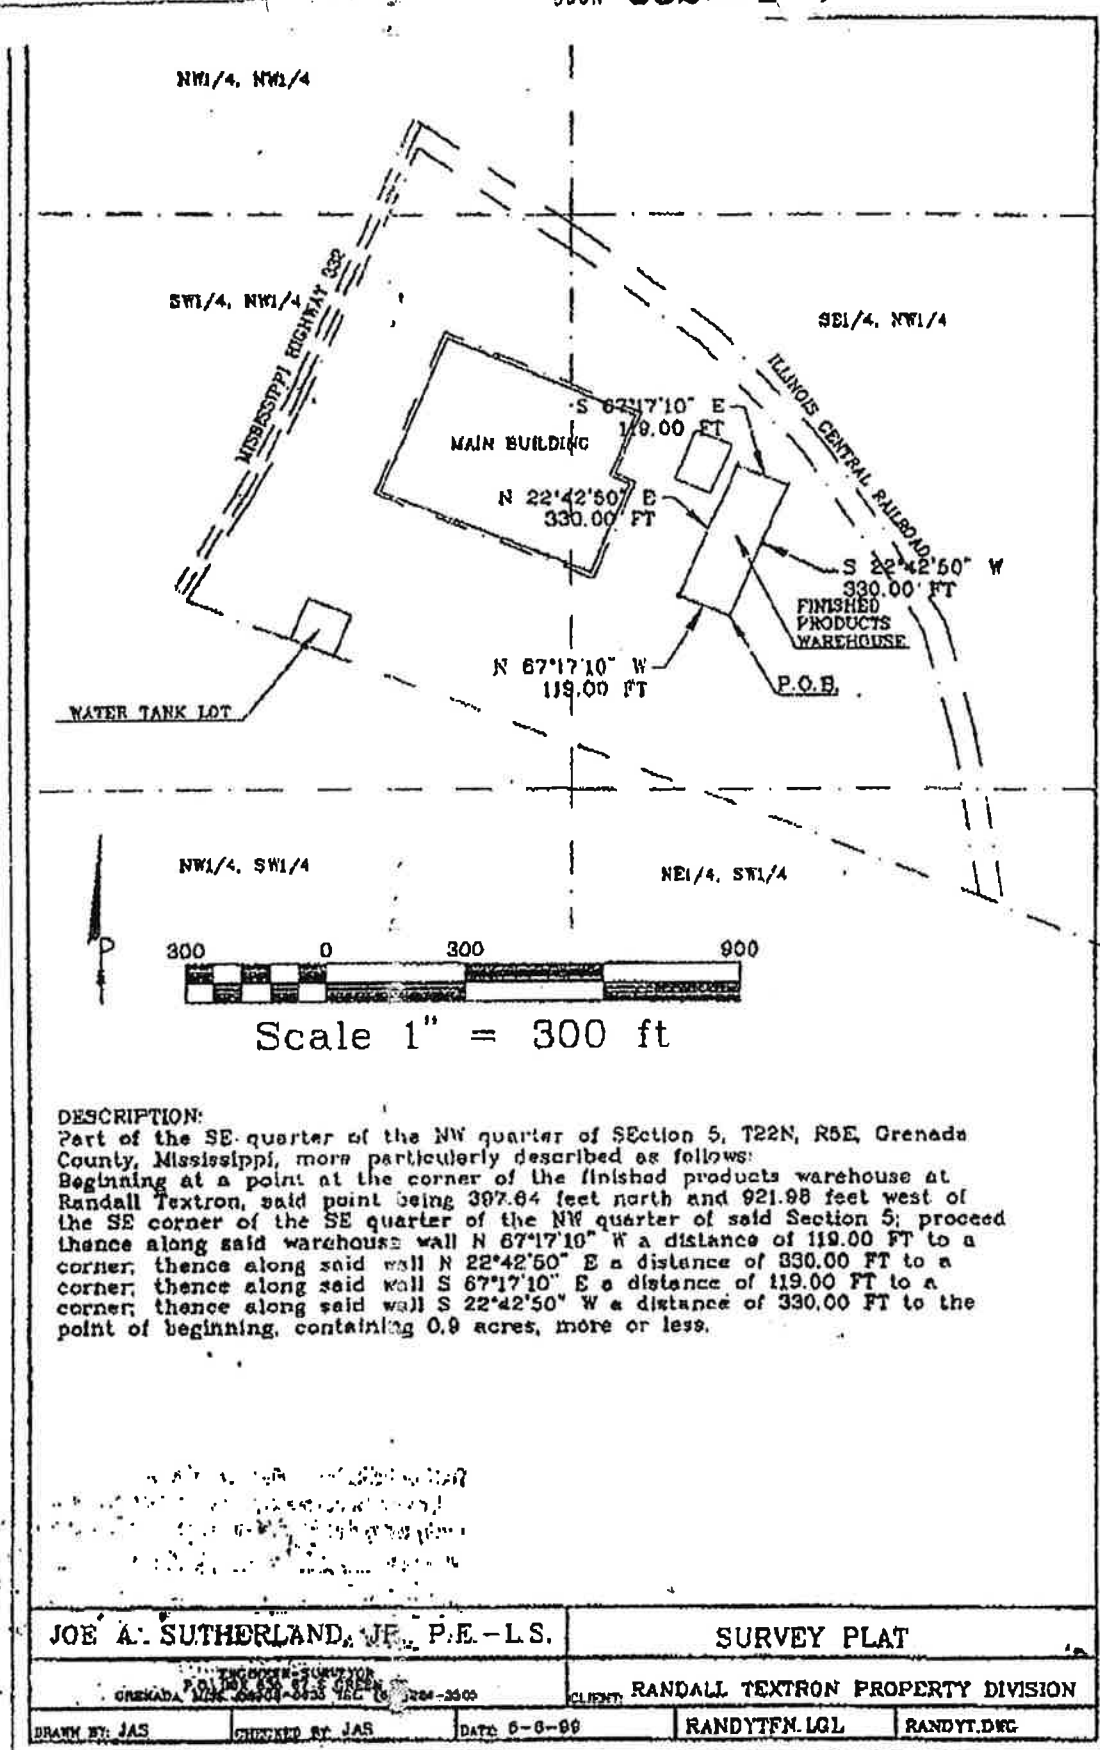 NW1/4, NW1/4
SW1/4, NW1/4
MISSISSIPPI HIGHWAY 332
SE1/4, NW1/4
ILLINOIS CENTRAL RAILROAD
S 67°17'10" E
119.00 FT
MAIN BUILDING
N 22°42'50" E
330.00 FT
S 22°42'50" W
330.00 FT
FINISHED
PRODUCTS
WAREHOUSE
N 67°17'10" W
119.00 FT
P.O.B.
WATER TANK LOT
NW1/4, SW1/4
NE1/4, SW1/4
300 0 300 900
Scale 1" = 300 ft
DESCRIPTION:
Part of the SE quarter of the NW quarter of SEction 5, T22N, R5E, Grenada
County, Mississippi, more particularly described as follows:
Beginning at a point at the corner of the finished products warehouse at
Randall Textron, said point being 397.64 feet north and 921.98 feet west of
the SE corner of the SE quarter of the NW quarter of said Section 5; proceed
thence along said warehouse wall N 67°17'10" W a distance of 119.00 FT to a
corner; thence along said wall N 22°42'50" E a distance of 330.00 FT to a
corner; thence along said wall S 67°17'10" E a distance of 119.00 FT to a
corner; thence along said wall S 22°42'50" W a distance of 330.00 FT to the
point of beginning, containing 0.9 acres, more or less.
JOE A. SUTHERLAND, JR., P.E.-L.S.
SURVEY PLAT
ENGINEER-SURVEYOR
GRENADA, MISS.
CLIENT: RANDALL TEXTRON PROPERTY DIVISION
DRAWN BY: JAS
CHECKED BY: JAS
DATE:
RANDYTFN.LGL
RANDYT.DWG